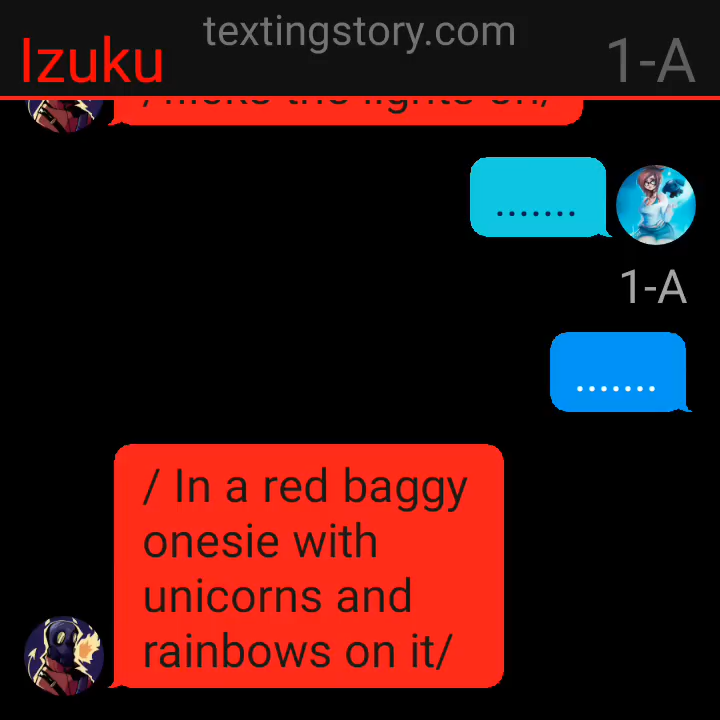 textingstory.com
Izuku
1-A
.......
1-A
.......
/ In a red baggy
onesie with
unicorns and
rainbows on it/